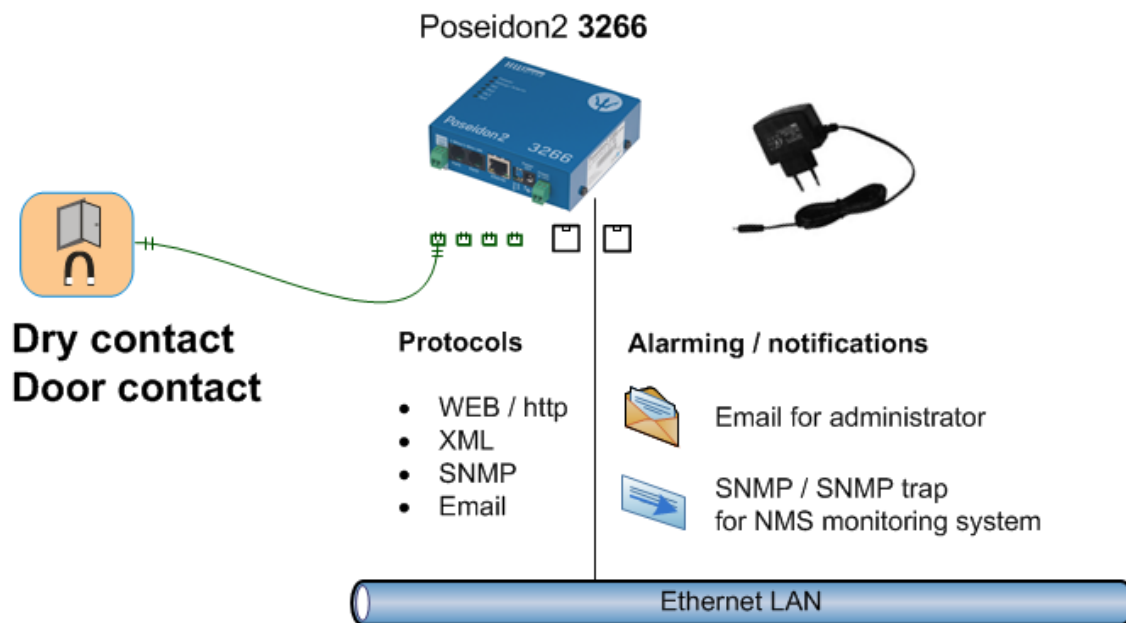 Poseidon2 3266
Poseidon2
3266
Dry contact
Door contact
Protocols
• WEB / http
• XML
• SNMP
• Email
Alarming / notifications
Email for administrator
SNMP / SNMP trap
for NMS monitoring system
Ethernet LAN